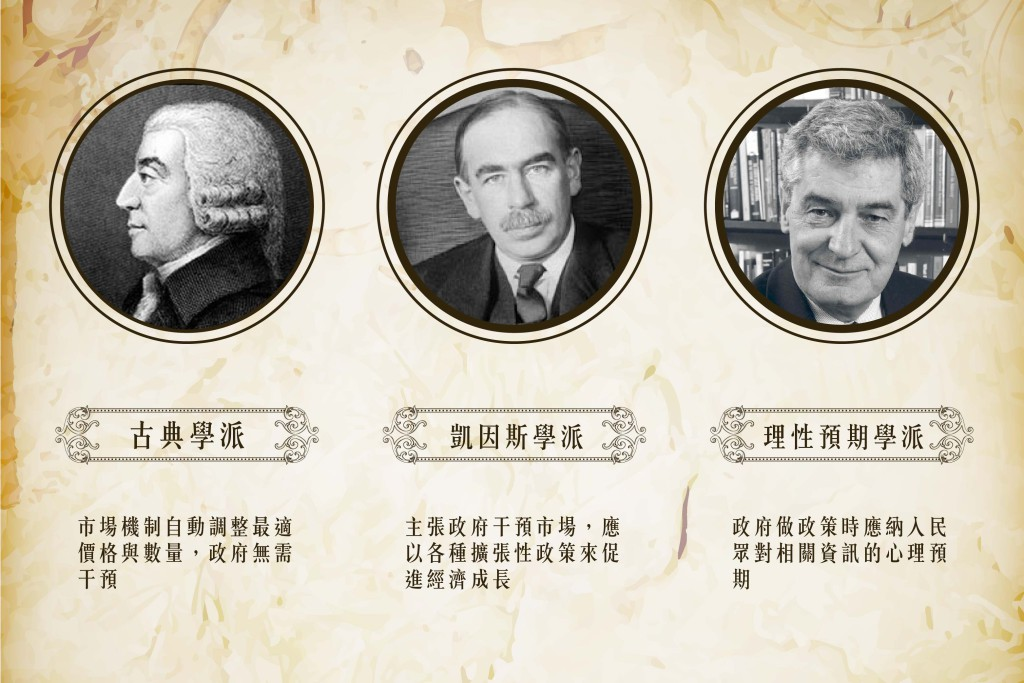 古典學派
凱因斯學派
理性預期學派
市場機制自動調整最適
價格與數量，政府無需
干預
主張政府干預市場，應
以各種擴張性政策來促
進經濟成長
政府做政策時應納入民
眾對相關資訊的心理預
期